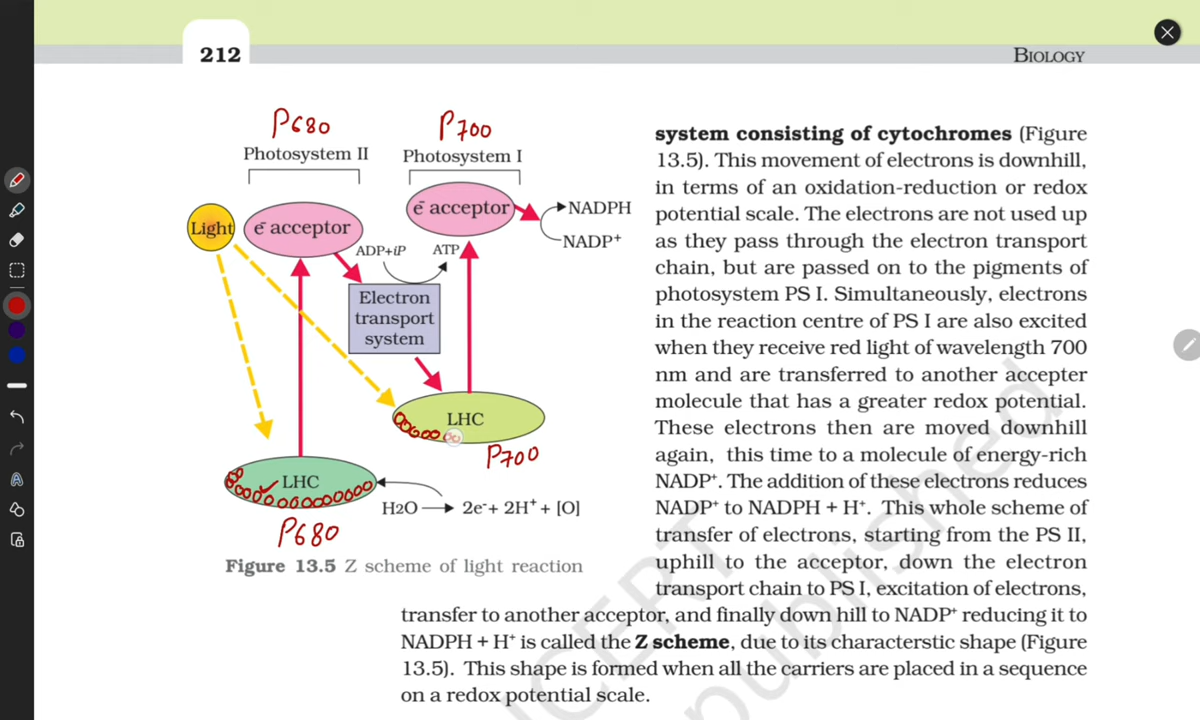 212
BIOLOGY
P680
P700
Photosystem II
Photosystem I
Light
e⁻ acceptor
e⁻ acceptor
NADPH
NADP⁺
ADP+iP
ATP
Electron
transport
system
LHC
P700
LHC
H2O → 2e⁻ + 2H⁺ + [O]
P680
Figure 13.5 Z scheme of light reaction
system consisting of cytochromes (Figure
13.5). This movement of electrons is downhill,
in terms of an oxidation-reduction or redox
potential scale. The electrons are not used up
as they pass through the electron transport
chain, but are passed on to the pigments of
photosystem PS I. Simultaneously, electrons
in the reaction centre of PS I are also excited
when they receive red light of wavelength 700
nm and are transferred to another accepter
molecule that has a greater redox potential.
These electrons then are moved downhill
again, this time to a molecule of energy-rich
NADP⁺. The addition of these electrons reduces
NADP⁺ to NADPH + H⁺. This whole scheme of
transfer of electrons, starting from the PS II,
uphill to the acceptor, down the electron
transport chain to PS I, excitation of electrons,
transfer to another acceptor, and finally down hill to NADP⁺ reducing it to
NADPH + H⁺ is called the Z scheme, due to its characterstic shape (Figure
13.5). This shape is formed when all the carriers are placed in a sequence
on a redox potential scale.